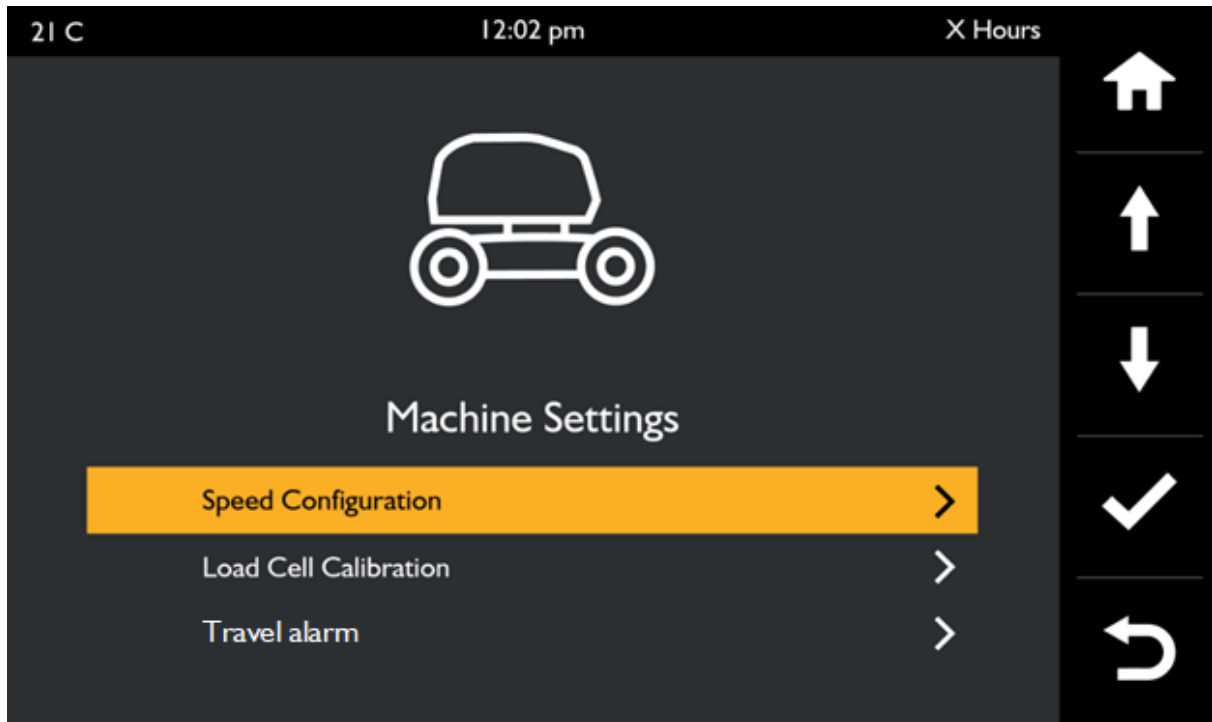 21 C 12:02 pm X Hours
Machine Settings
Speed Configuration
Load Cell Calibration
Travel alarm